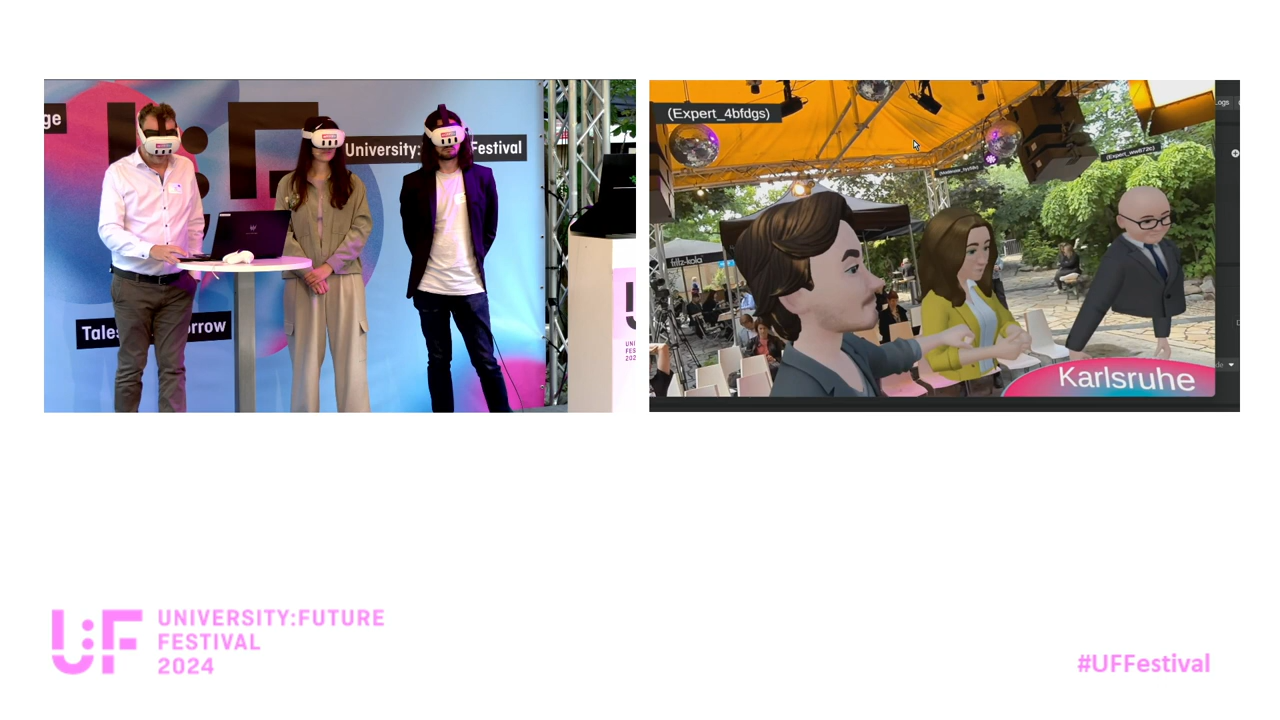 ge
University:
Festival
Tales
orrow
(Expert_4bfdgs)
fritz-kola
Karlsruhe
U:F UNIVERSITY:FUTURE
FESTIVAL
2024
#UFFestival